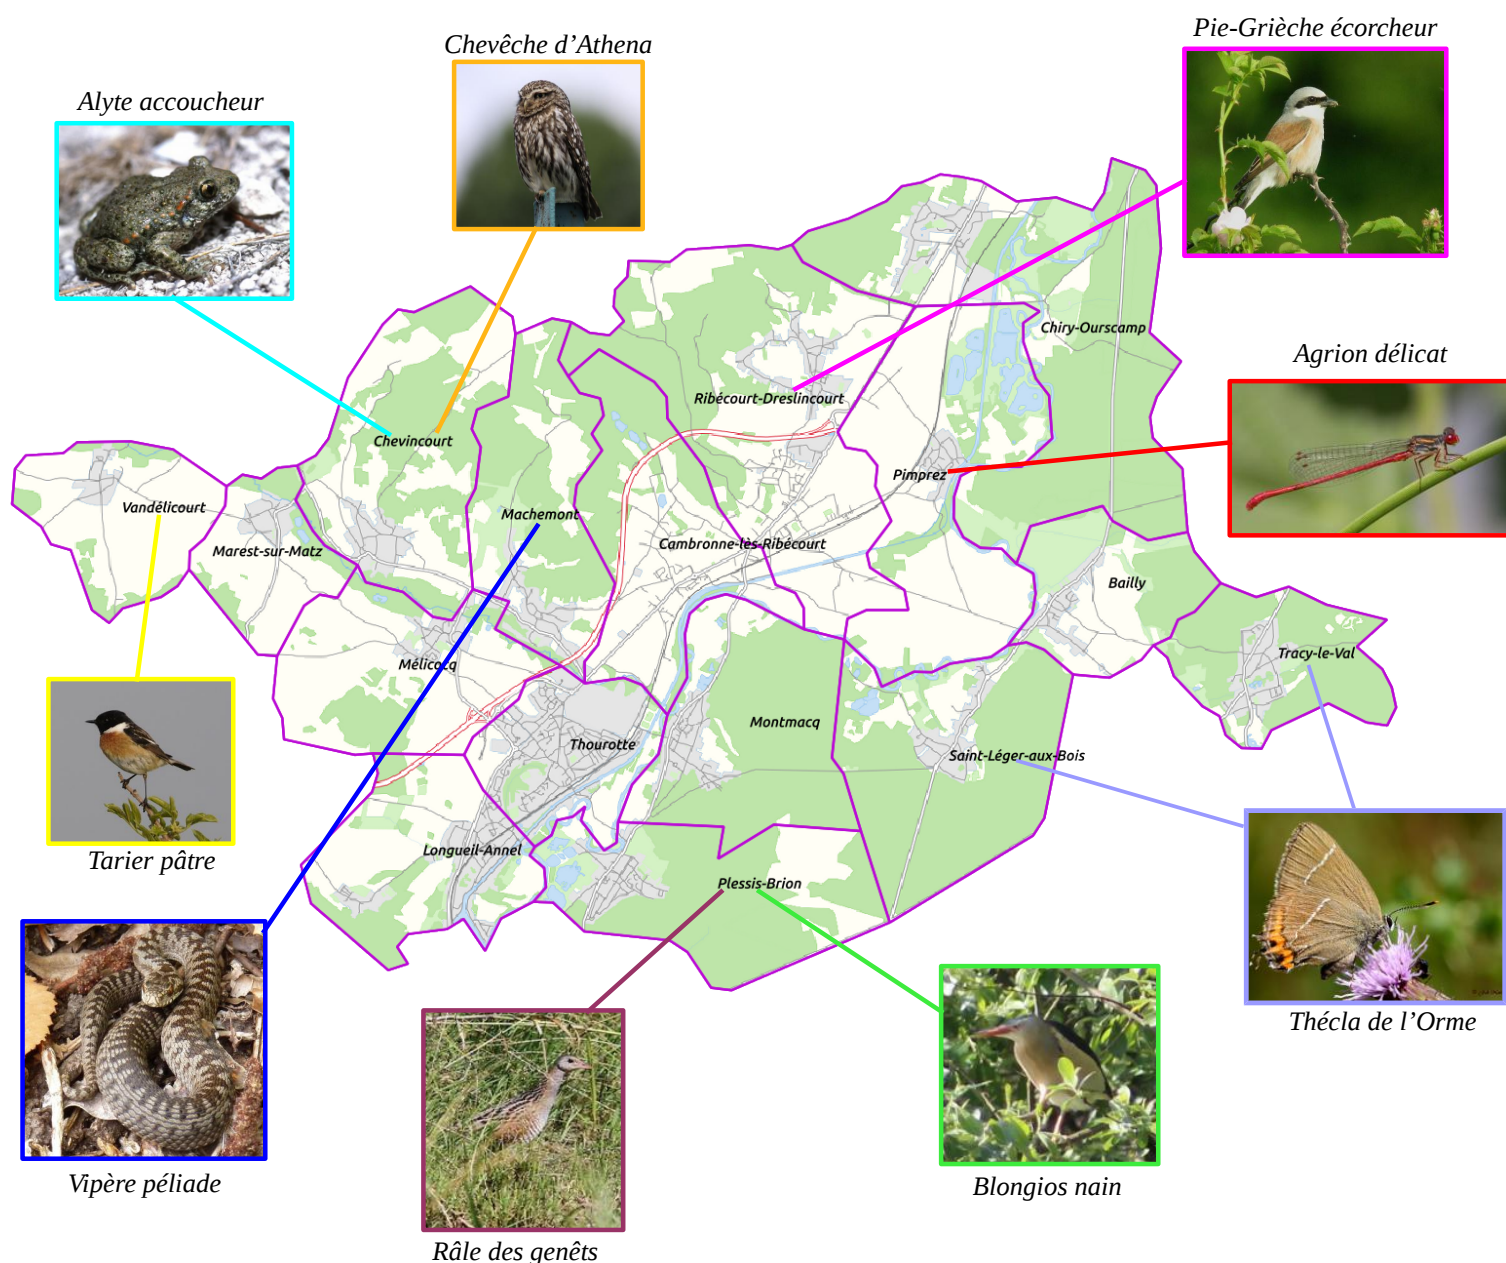 Pie-Grièche écorcheur
Chevêche d’Athena
Alyte accoucheur
Chiry-Ourscamp
Agrion délicat
Ribécourt-Dreslincourt
Chevincourt
Pimprez
Vandélicourt
Machemont
Marest-sur-Matz
Cambronne-lès-Ribécourt
Bailly
Mélicocq
Tracy-le-Val
Montmacq
Thourotte
Saint-Léger-aux-Bois
Longueil-Annel
Tarier pâtre
Plessis-Brion
Thécla de l’Orme
Vipère péliade
Blongios nain
Râle des genêts